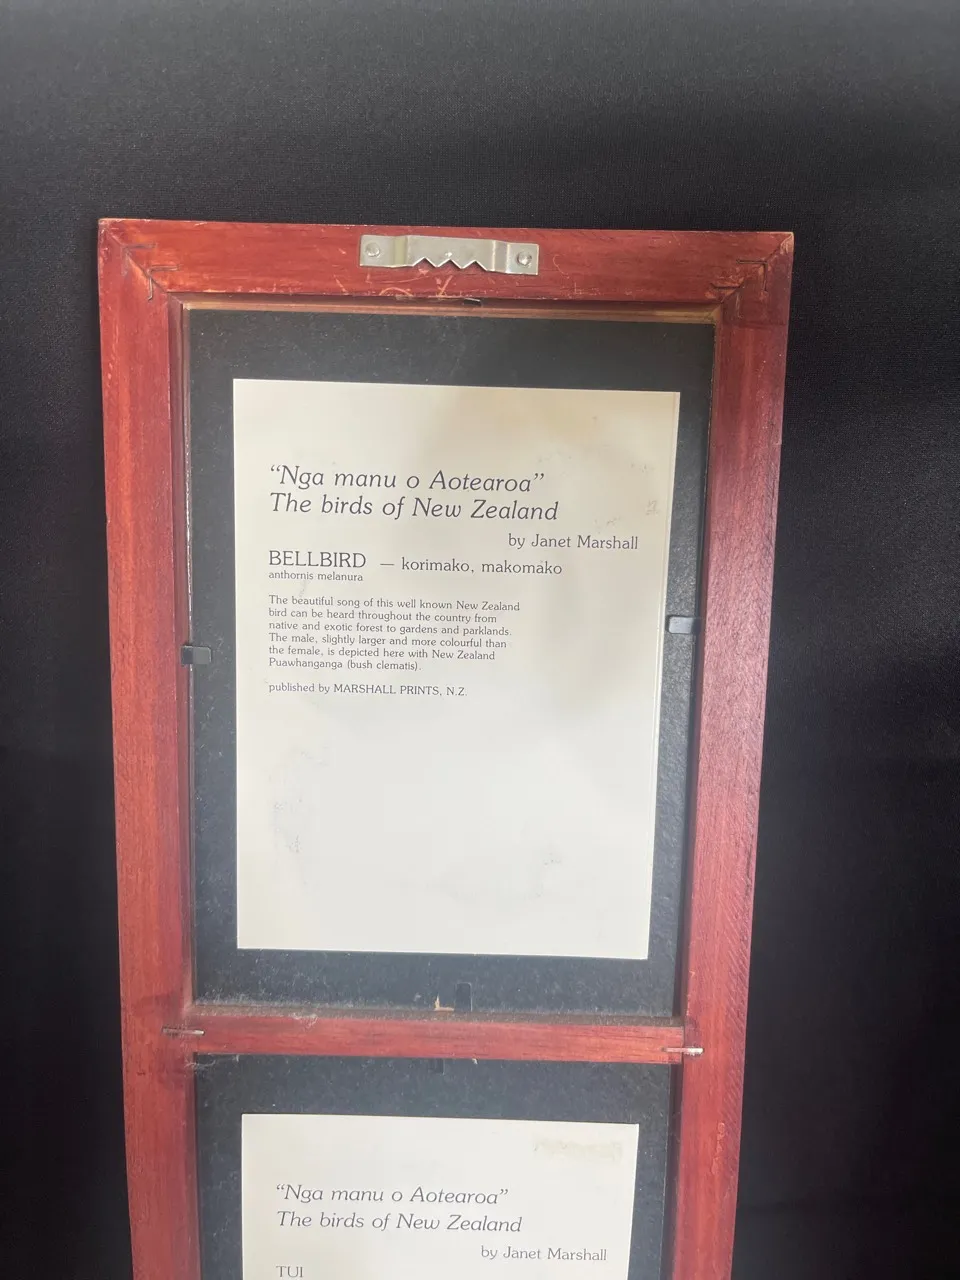 “Nga manu o Aotearoa”
The birds of New Zealand
by Janet Marshall
BELLBIRD — korimako, makomako
anthornis melanura
The beautiful song of this well known New Zealand
bird can be heard throughout the country from
native and exotic forest to gardens and parklands.
The male, slightly larger and more colourful than
the female, is depicted here with New Zealand
Puawhanganga (bush clematis).
published by MARSHALL PRINTS, N.Z.
“Nga manu o Aotearoa”
The birds of New Zealand
by Janet Marshall
TUI